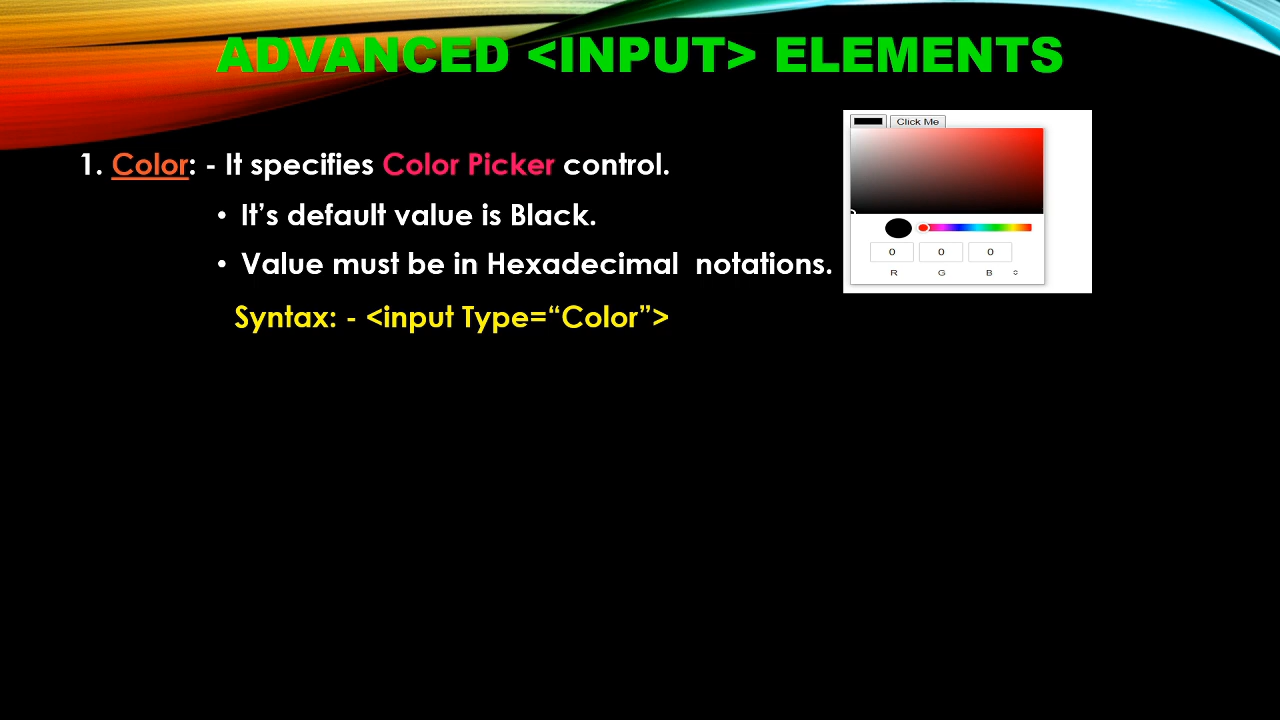 ADVANCED <INPUT> ELEMENTS
1. Color: - It specifies Color Picker control.
• It’s default value is Black.
• Value must be in Hexadecimal  notations.
Syntax: - <input Type=“Color”>
Click Me
0 0 0
R G B